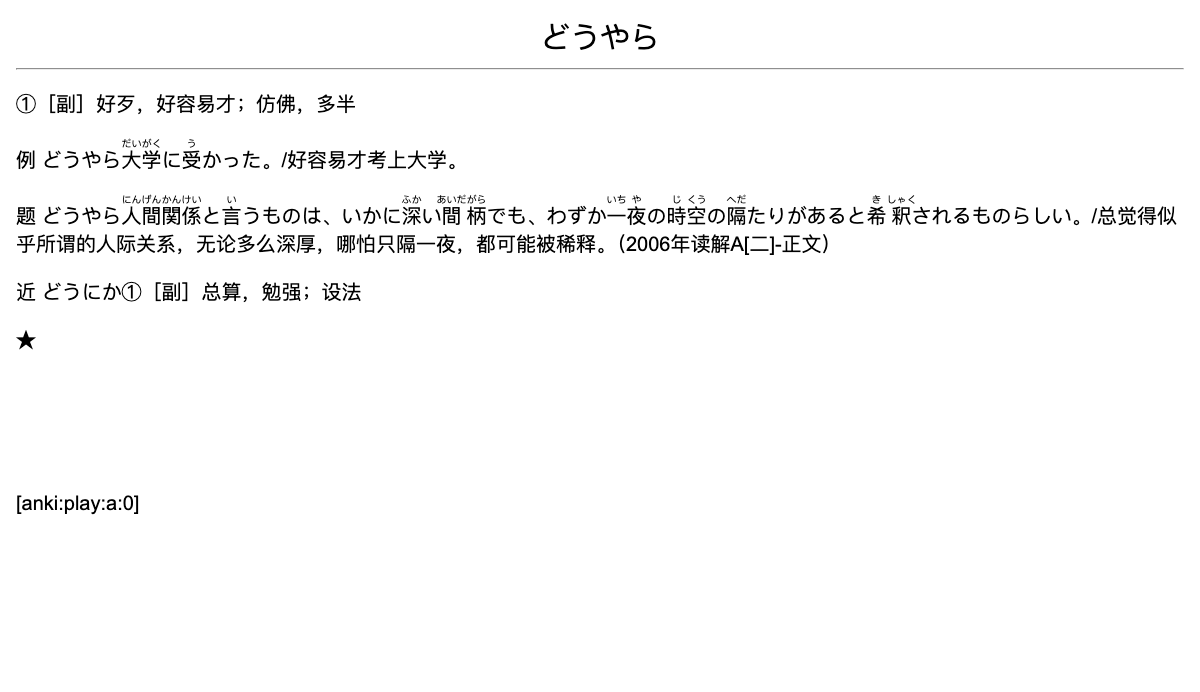 どうやら
①［副］好歹，好容易才；仿佛，多半
だいがく う
例 どうやら大学に受かった。/好容易才考上大学。
にんげんかんけい い ふか あいだがら いち や じ くう へだ き しゃく
题 どうやら人間関係と言うものは、いかに深い間柄でも、わずか一夜の時空の隔たりがあると希釈されるものらしい。/总觉得似
乎所谓的人际关系，无论多么深厚，哪怕只隔一夜，都可能被稀释。（2006年读解A[二]-正文）
近 どうにか①［副］总算，勉强；设法
★
[anki:play:a:0]